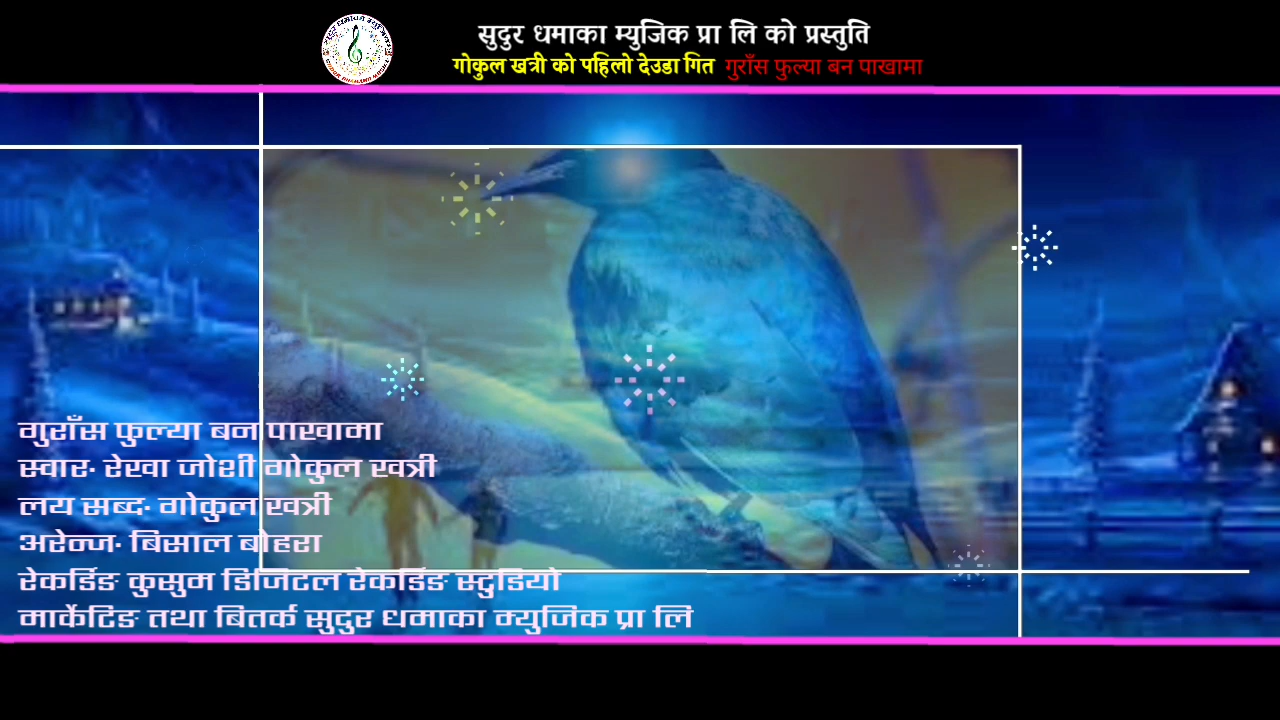 सुदुर धमाका म्युजिक प्रा लि को प्रस्तुति
गोकुल खत्री को पहिलो देउडा गित गुराँस फुल्या बन पाखामा
गुराँस फुल्या बन पाखामा
स्वार. रेखा जोशी गोकुल खत्री
लय सब्द. गोकुल खत्री
अरेन्ज. बिसाल बोहरा
रेकर्डिङ कुसुम डिजिटल रेकर्डिङ स्टुडियो
मार्केटिङ तथा बितर्क सुदुर धमाका म्युजिक प्रा लि